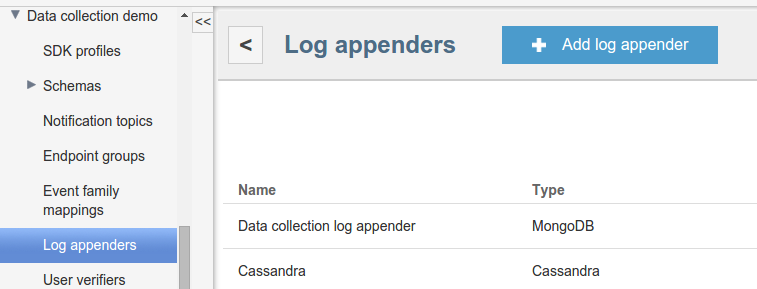 Data collection demo
<<
SDK profiles
Schemas
Notification topics
Endpoint groups
Event family
mappings
Log appenders
User verifiers
< Log appenders + Add log appender
Name Type
Data collection log appender MongoDB
Cassandra Cassandra